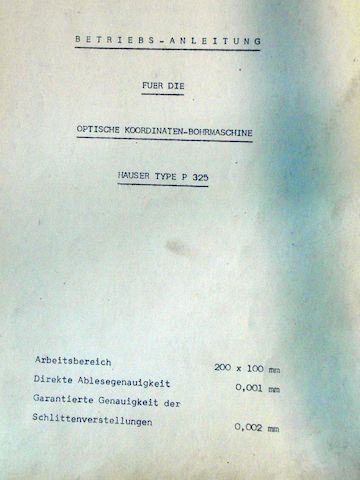 BETRIEBS-ANLEITUNG
FUER DIE
OPTISCHE KOORDINATEN-BOHRMASCHINE
HAUSER TYPE P 325
Arbeitsbereich 200 x 100 mm
Direkte Ablesegenauigkeit 0,001 mm
Garantierte Genauigkeit der
Schlittenverstellungen 0,002 mm